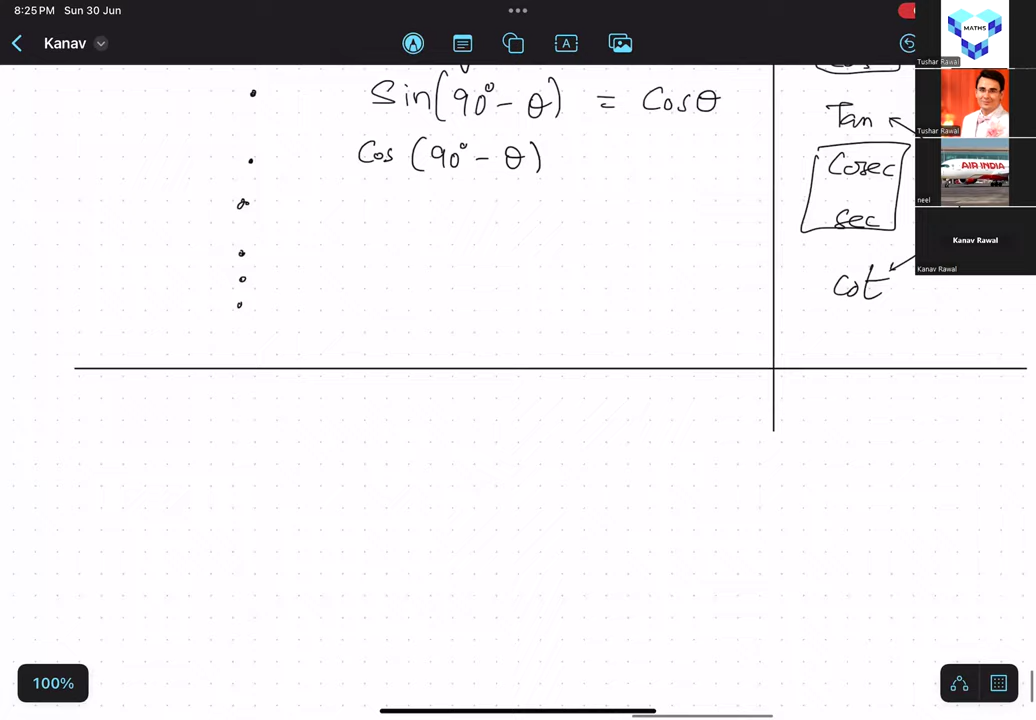 8:25 PM Sun 30 Jun
Kanav
MATHS
Tushar Rawal
Sin(90° - θ) = Cosθ
Tan
Tushar Rawal
Cos (90° - θ)
Cosec
AIR INDIA
sec
neel
Kanav Rawal
Kanav Rawal
cot
100%